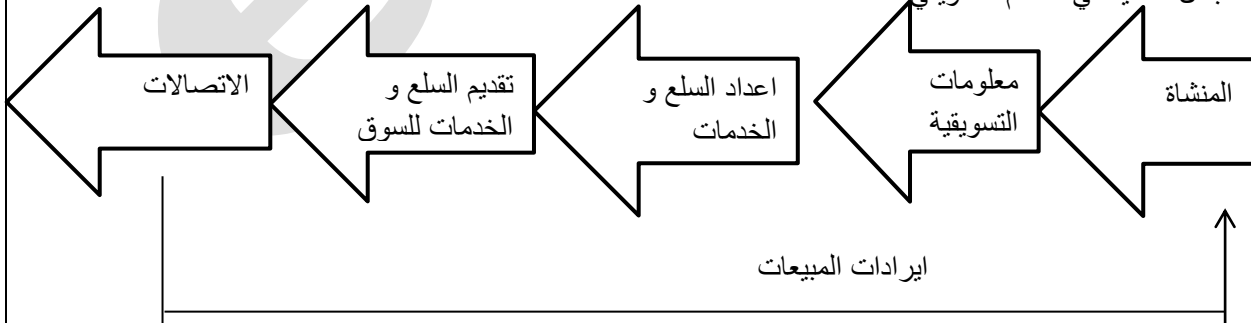 المنشاة
معلومات
التسويقية
اعداد السلع و
الخدمات
تقديم السلع و
الخدمات للسوق
الاتصالات
ايرادات المبيعات